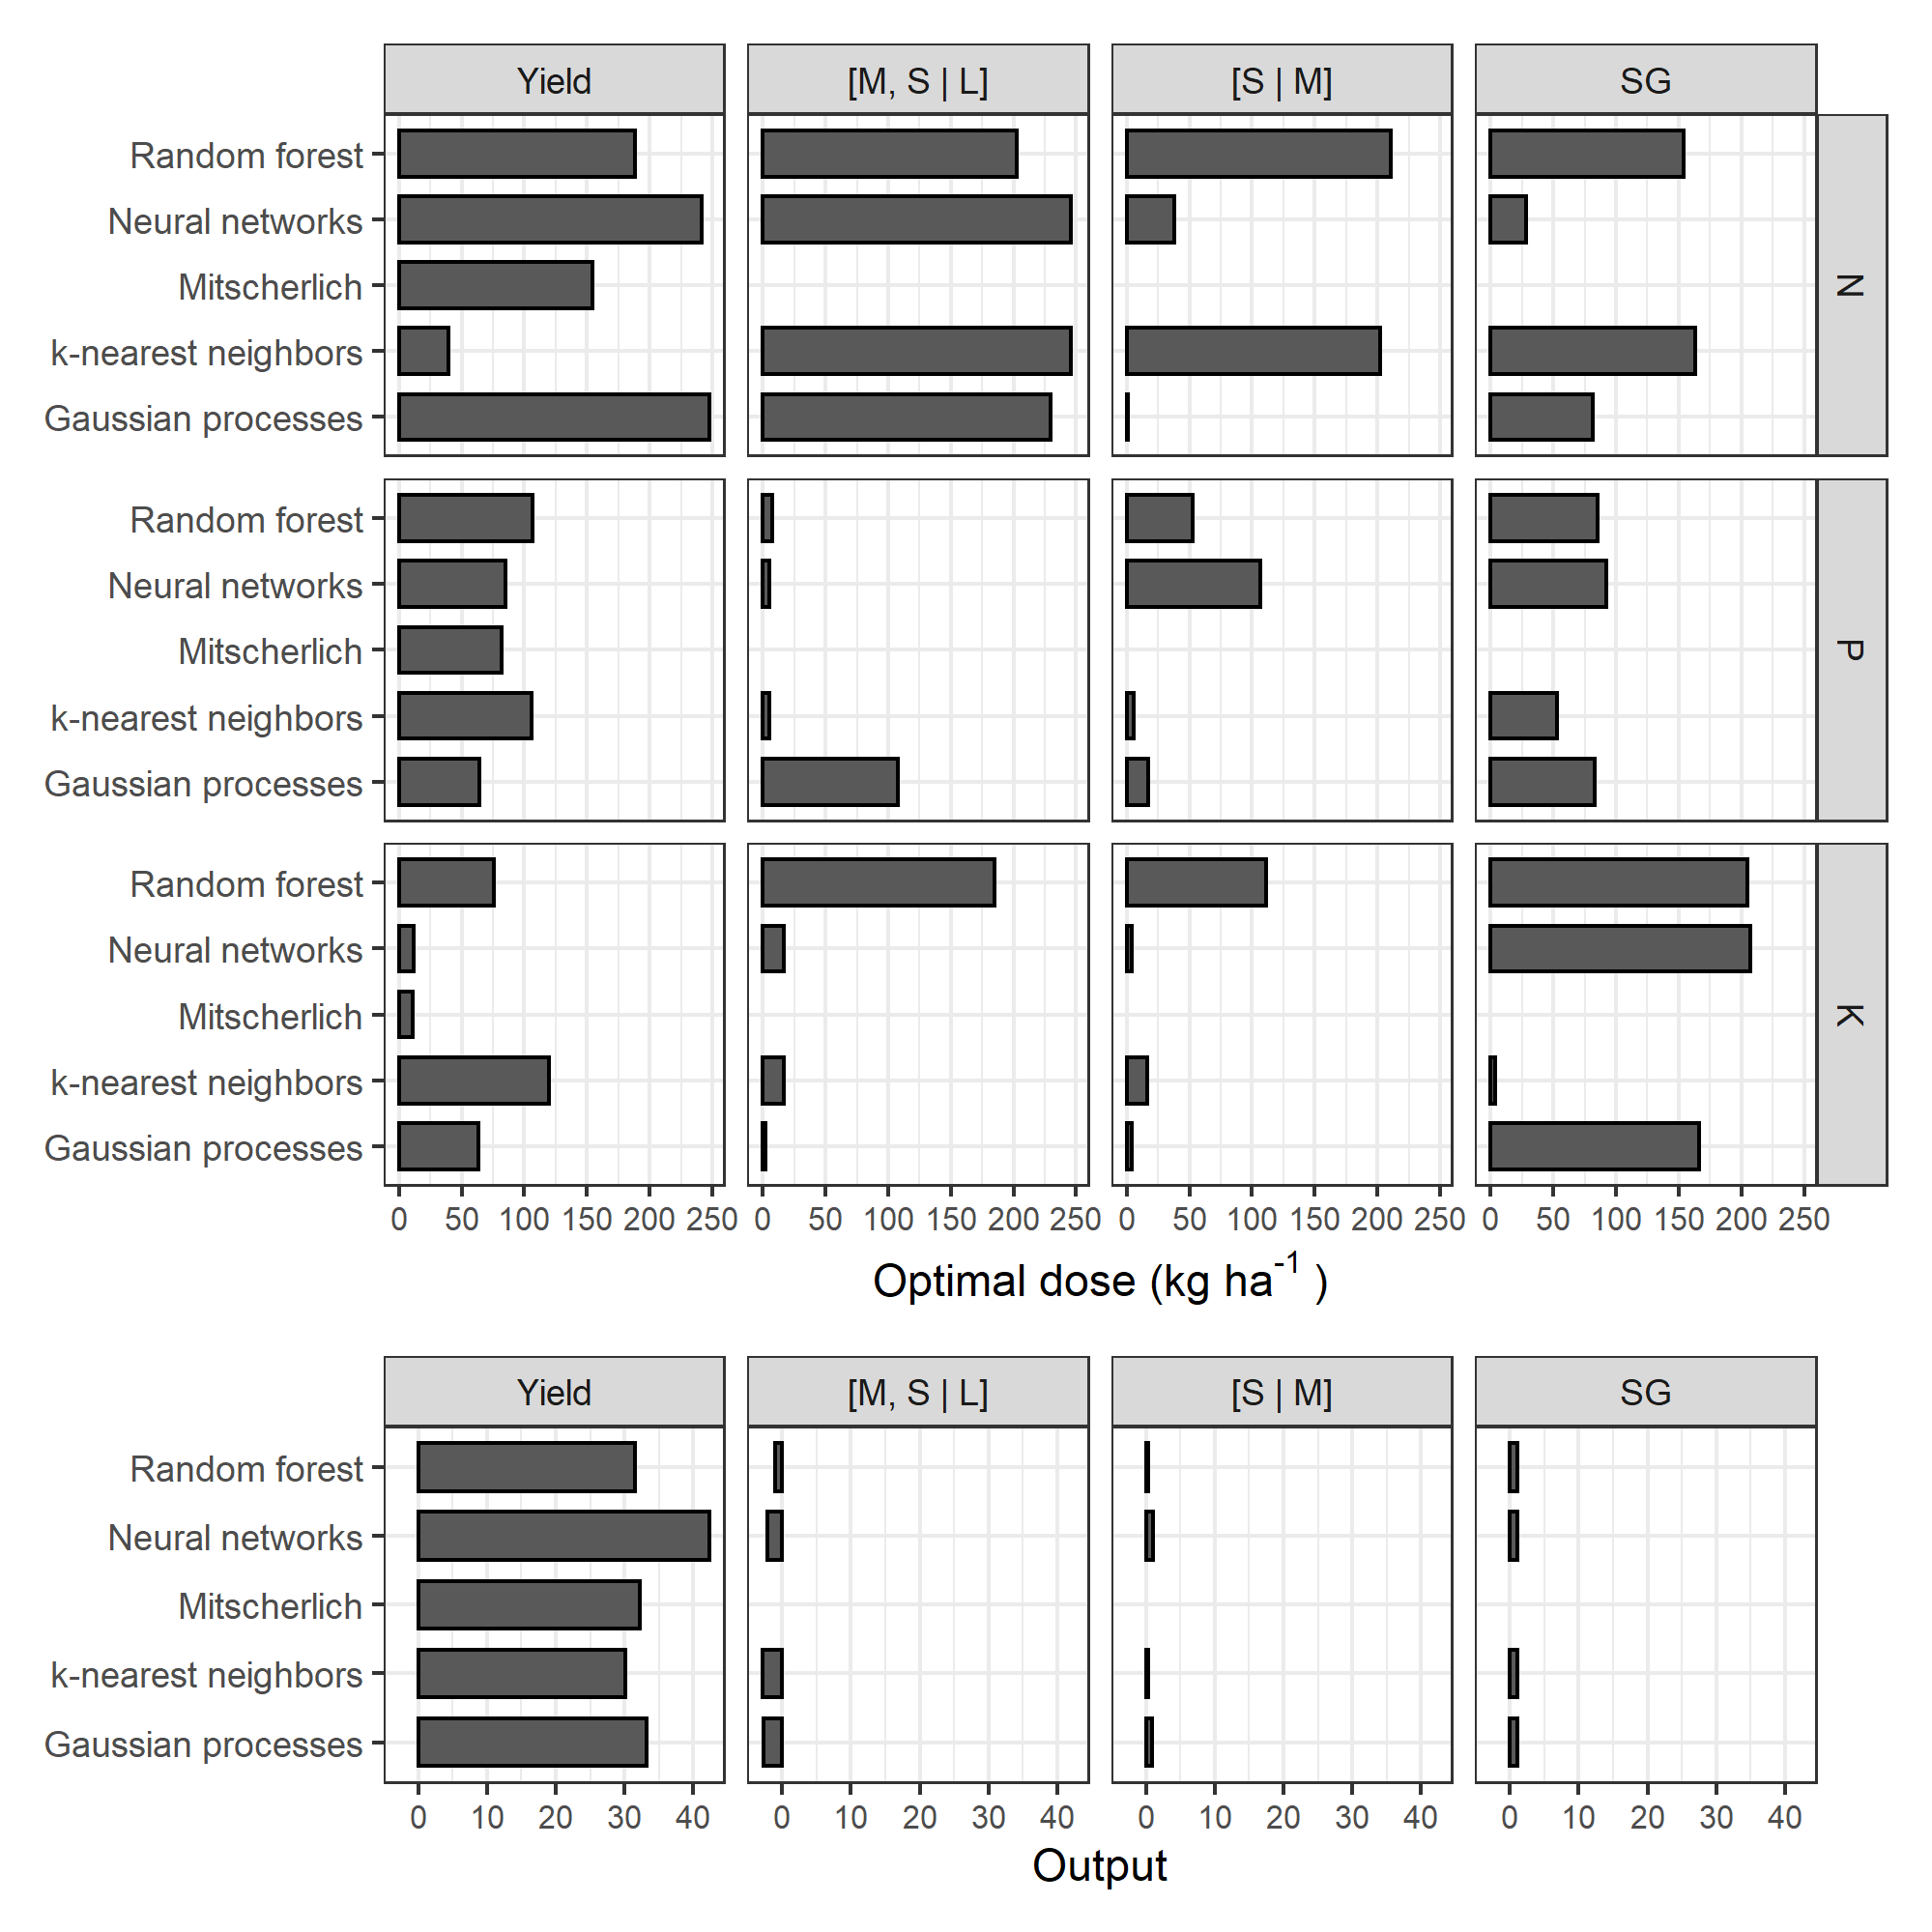 Yield [M, S | L] [S | M] SG
Random forest
Neural networks
Mitscherlich
k-nearest neighbors
Gaussian processes
N
Random forest
Neural networks
Mitscherlich
k-nearest neighbors
Gaussian processes
P
Random forest
Neural networks
Mitscherlich
k-nearest neighbors
Gaussian processes
K
0 50 100 150 200 250 0 50 100 150 200 250 0 50 100 150 200 250 0 50 100 150 200 250
Optimal dose (kg ha⁻¹ )
Yield [M, S | L] [S | M] SG
Random forest
Neural networks
Mitscherlich
k-nearest neighbors
Gaussian processes
0 10 20 30 40 0 10 20 30 40 0 10 20 30 40 0 10 20 30 40
Output